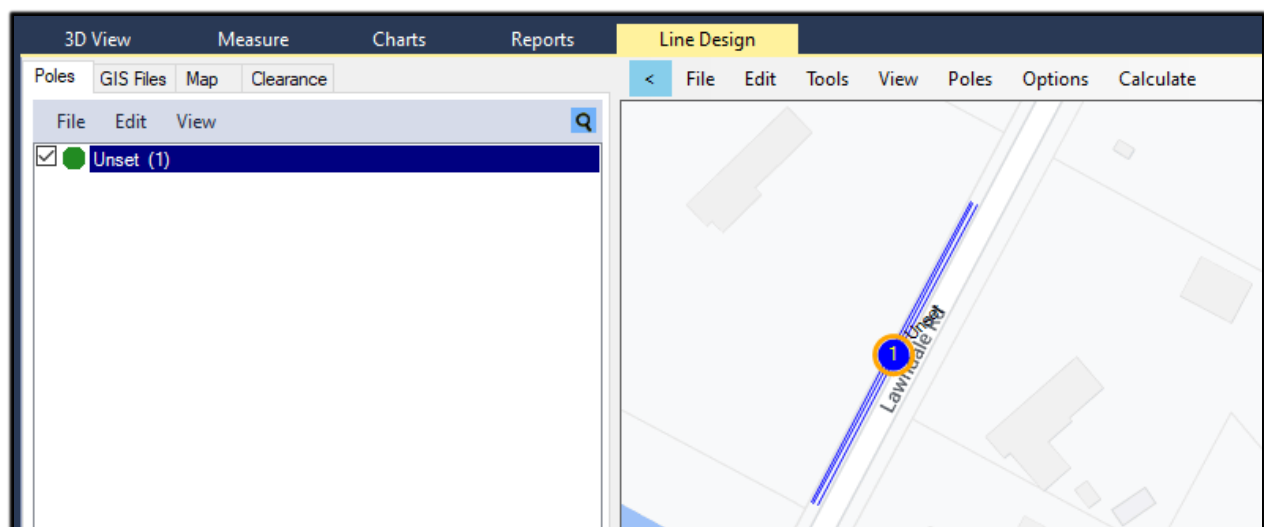 3D View Measure Charts Reports Line Design
Poles GIS Files Map Clearance
< File Edit Tools View Poles Options Calculate
File Edit View
Unset (1)
Unset
1
Lawndale Rd